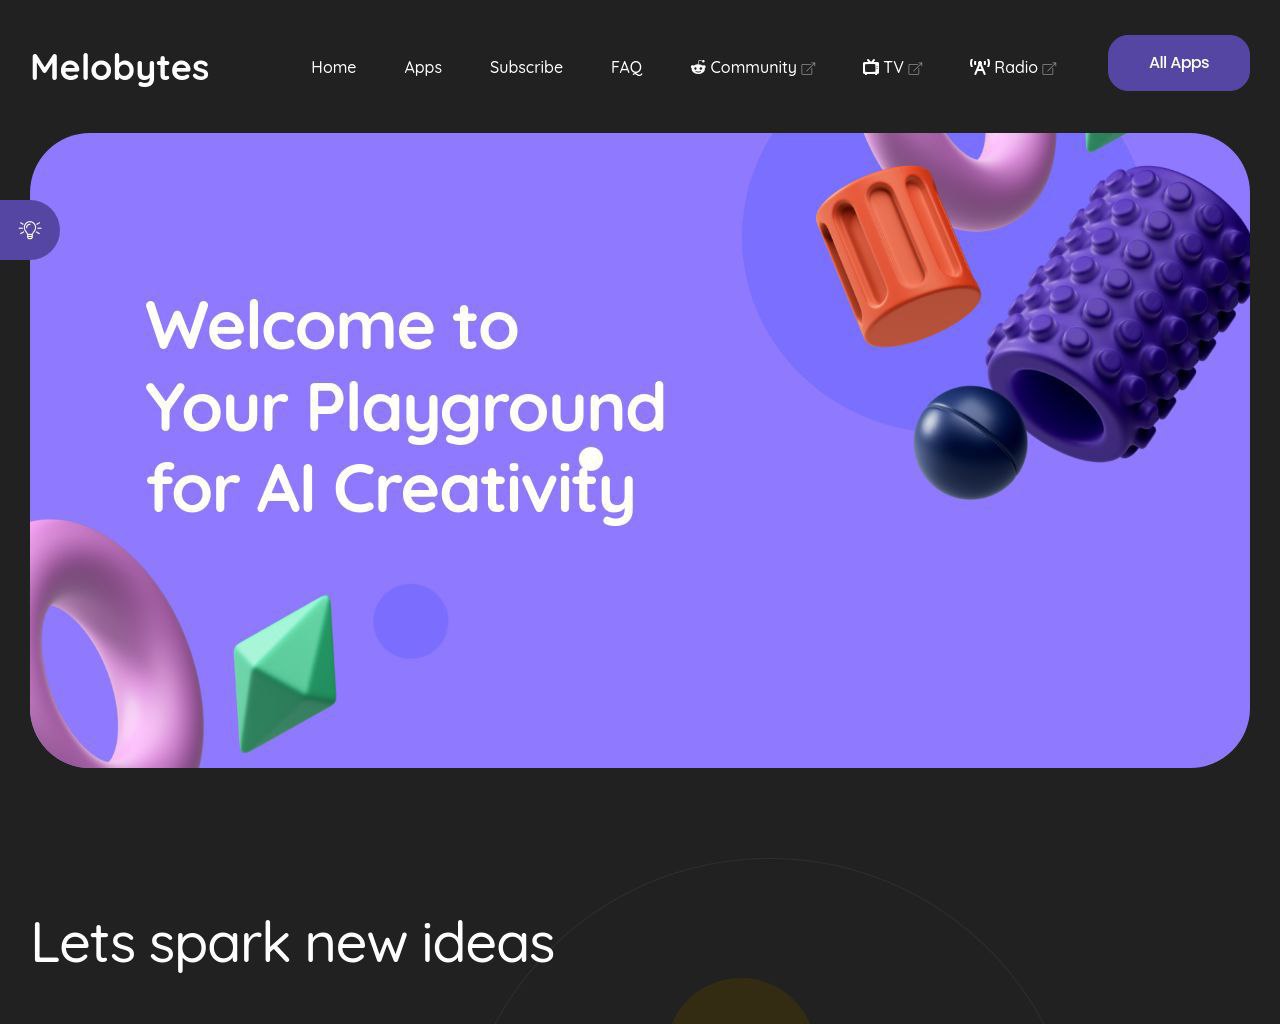 Melobytes
Home Apps Subscribe FAQ Community TV Radio All Apps
Welcome to
Your Playground
for AI Creativity
Lets spark new ideas